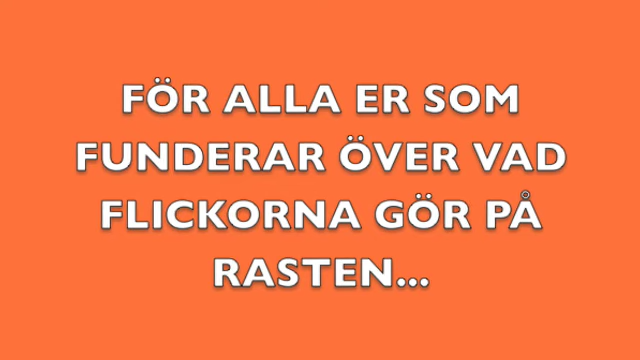 FÖR ALLA ER SOM
FUNDERAR ÖVER VAD
FLICKORNA GÖR PÅ
RASTEN...